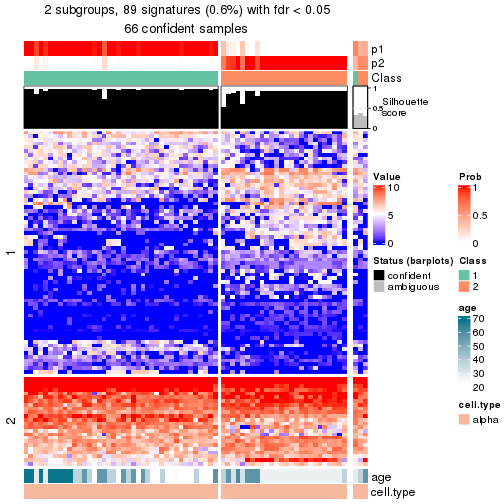 2 subgroups, 89 signatures (0.6%) with fdr < 0.05
66 confident samples
p1
p2
Class
1
0.5
0
Silhouette
score
1
2
age
cell.type
Value
10
5
0
Prob
1
0.5
0
Status (barplots)
confident
ambiguous
Class
1
2
age
70
60
50
40
30
20
cell.type
alpha